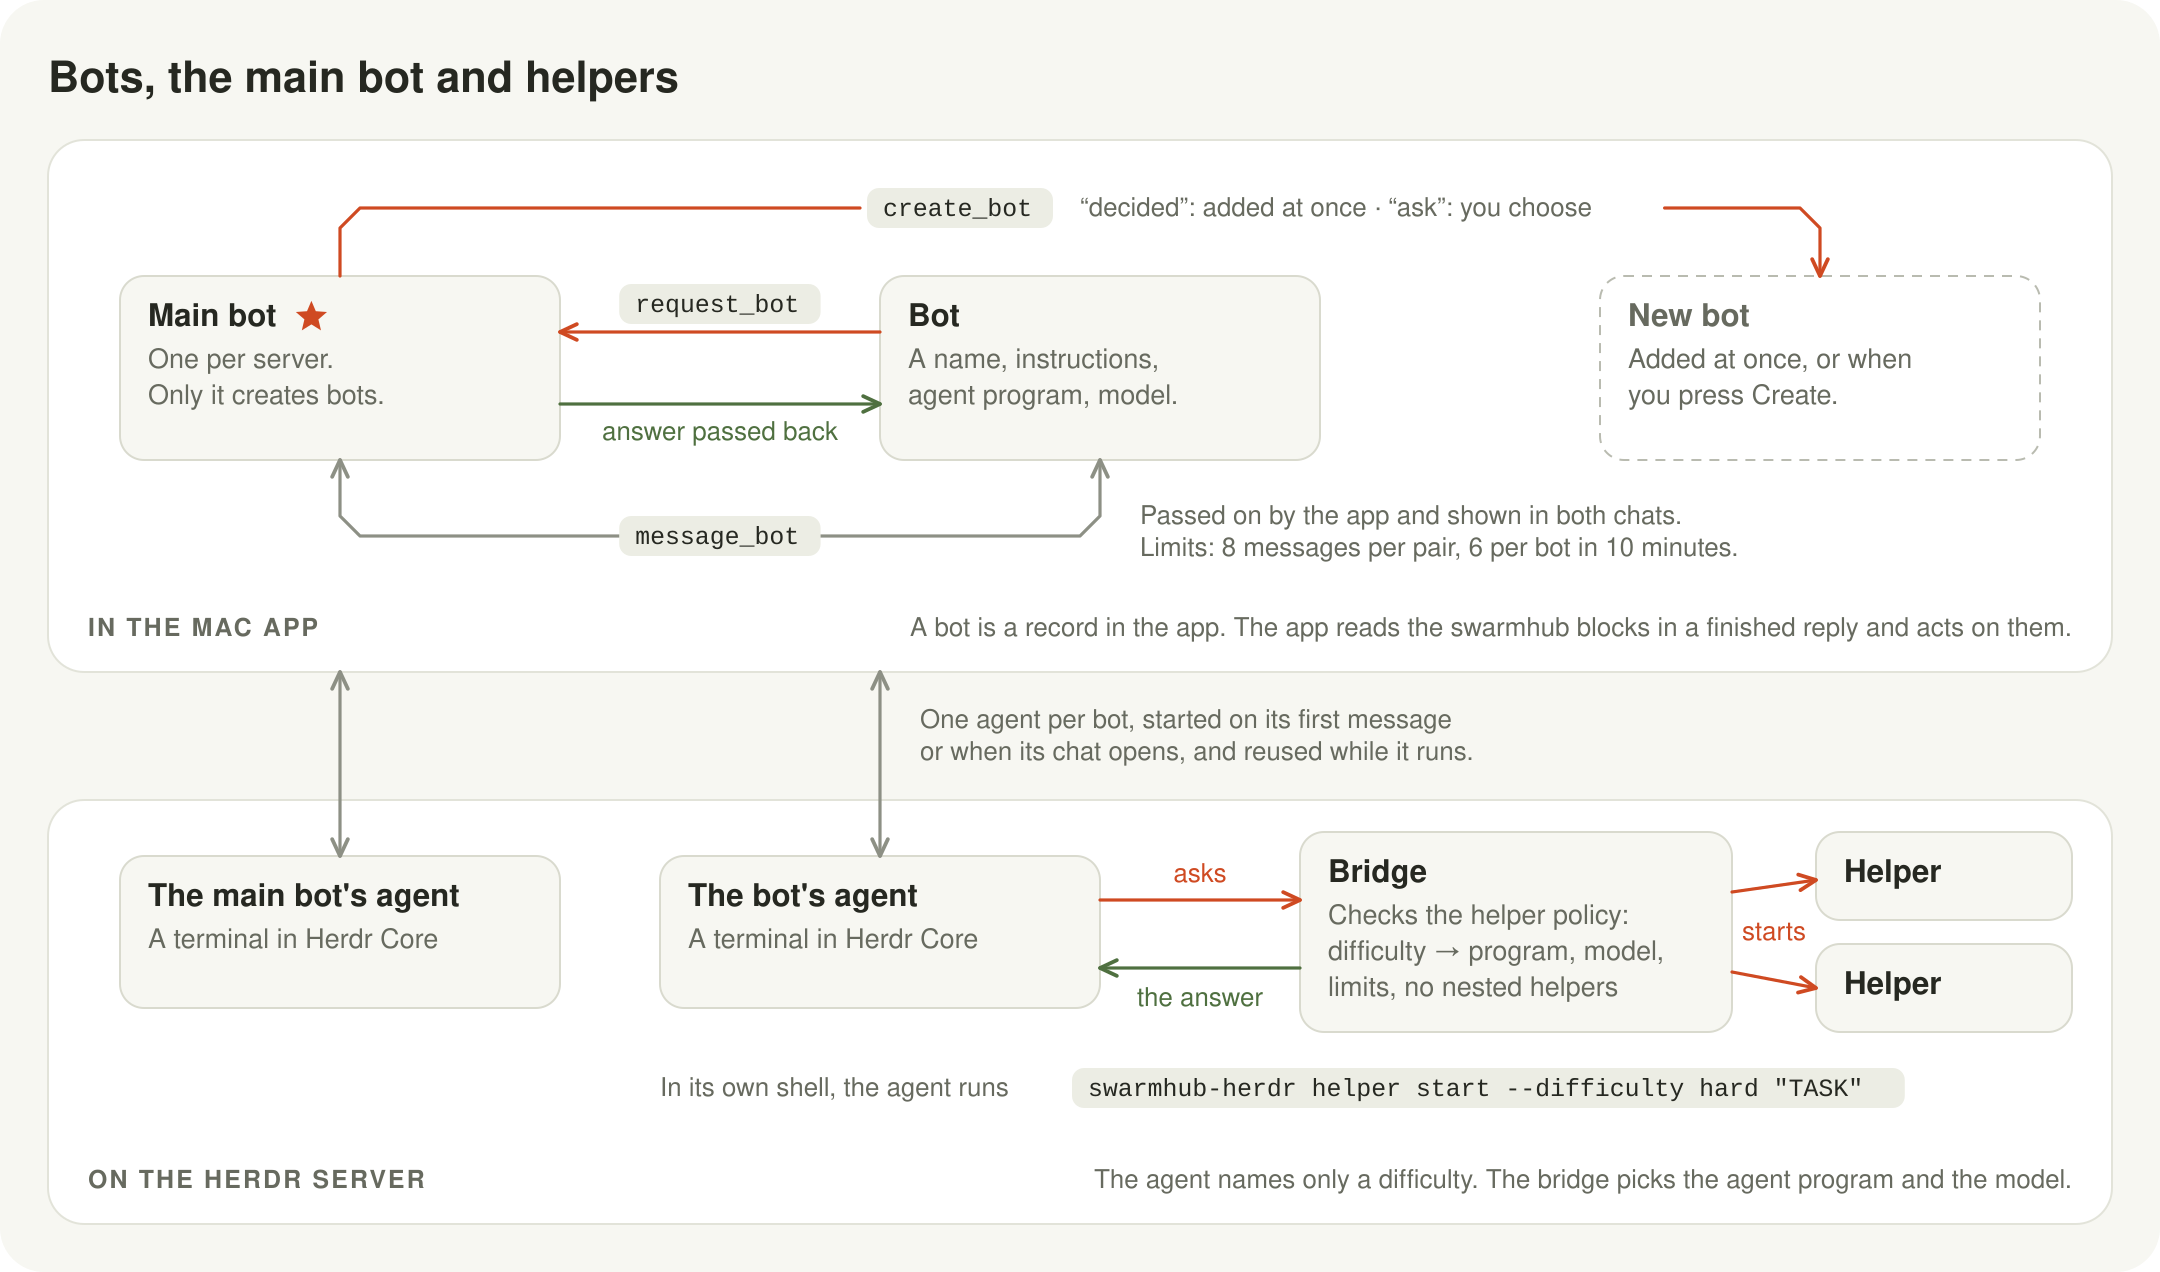 Bots, the main bot and helpers
create_bot “decided”: added at once · “ask”: you choose
Main bot
One per server.
Only it creates bots.
request_bot
answer passed back
Bot
A name, instructions,
agent program, model.
New bot
Added at once, or when
you press Create.
message_bot
Passed on by the app and shown in both chats.
Limits: 8 messages per pair, 6 per bot in 10 minutes.
IN THE MAC APP
A bot is a record in the app. The app reads the swarmhub blocks in a finished reply and acts on them.
One agent per bot, started on its first message
or when its chat opens, and reused while it runs.
The main bot's agent
A terminal in Herdr Core
The bot's agent
A terminal in Herdr Core
asks
the answer
Bridge
Checks the helper policy:
difficulty → program, model,
limits, no nested helpers
starts
Helper
Helper
In its own shell, the agent runs swarmhub-herdr helper start --difficulty hard "TASK"
ON THE HERDR SERVER
The agent names only a difficulty. The bridge picks the agent program and the model.